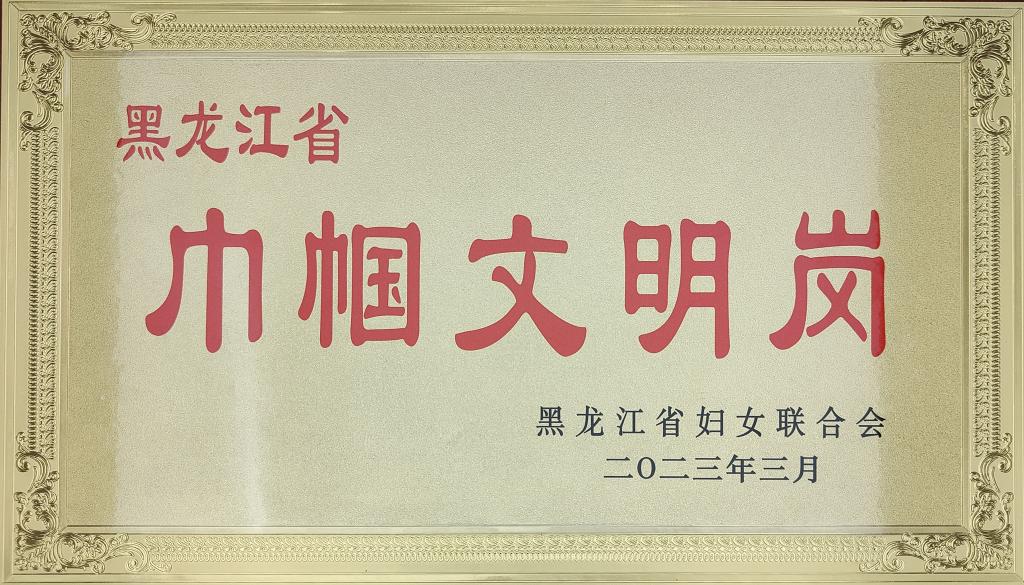 黑龙江省
巾帼文明岗
黑龙江省妇女联合会
二〇二三年三月